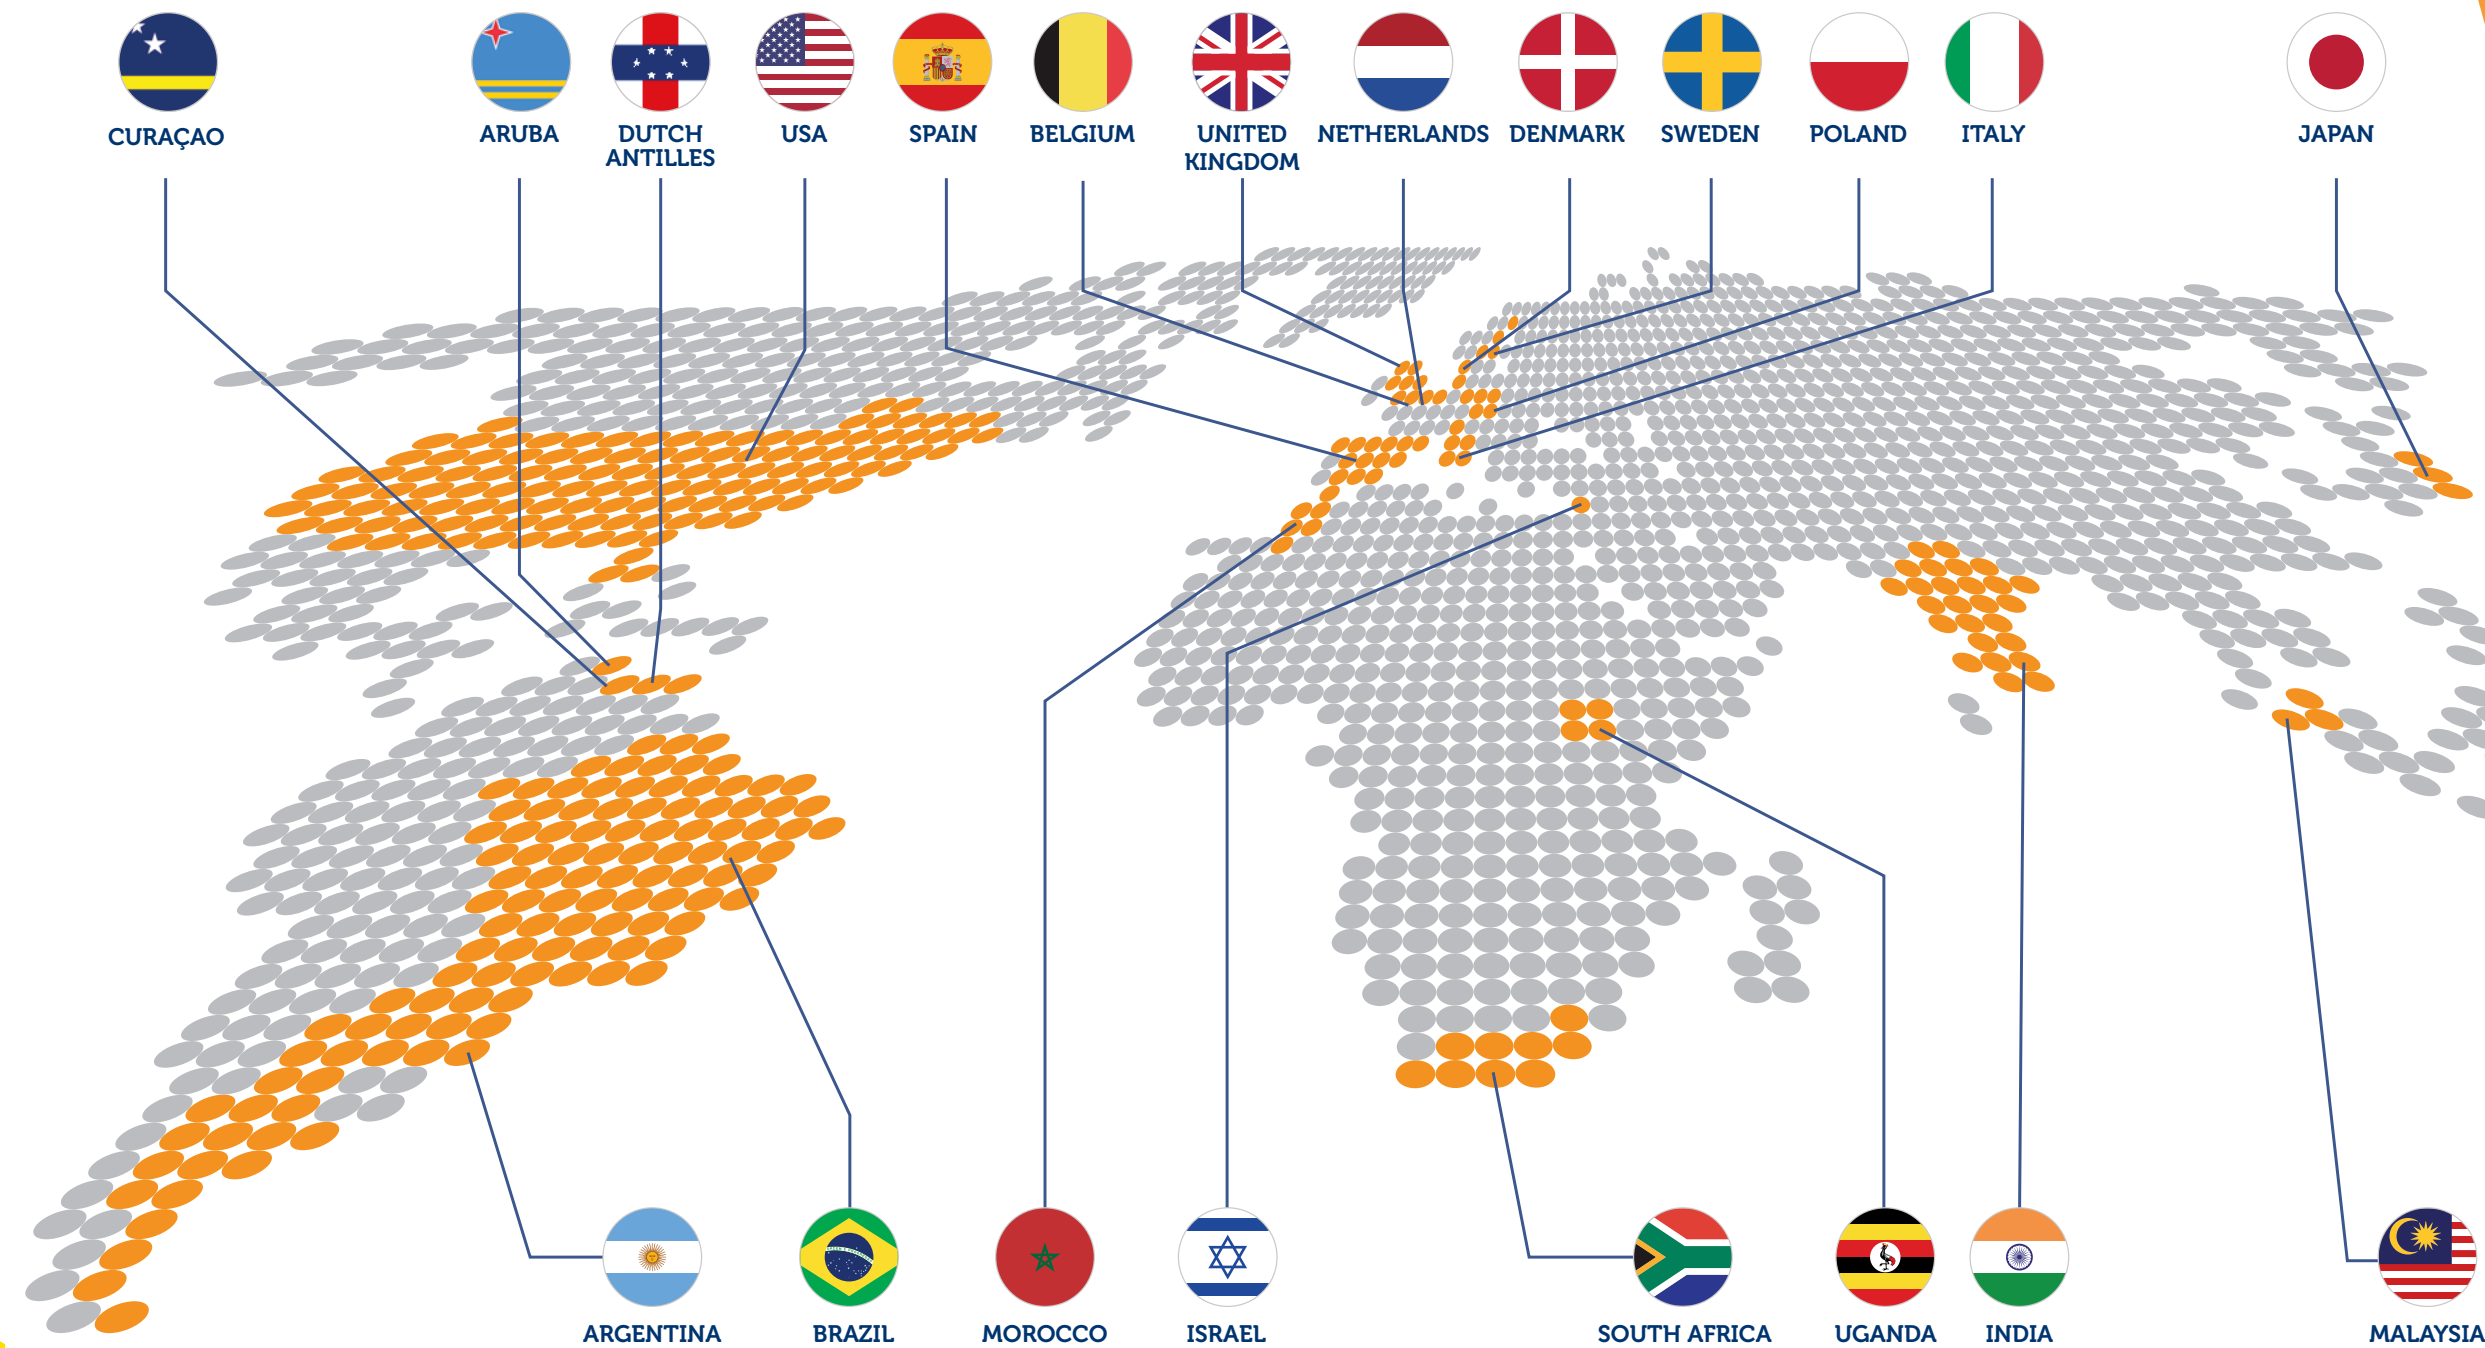 CURAÇAO
ARUBA
DUTCH
ANTILLES
USA
SPAIN
BELGIUM
UNITED
KINGDOM
NETHERLANDS
DENMARK
SWEDEN
POLAND
ITALY
JAPAN
ARGENTINA
BRAZIL
MOROCCO
ISRAEL
SOUTH AFRICA
UGANDA
INDIA
MALAYSIA